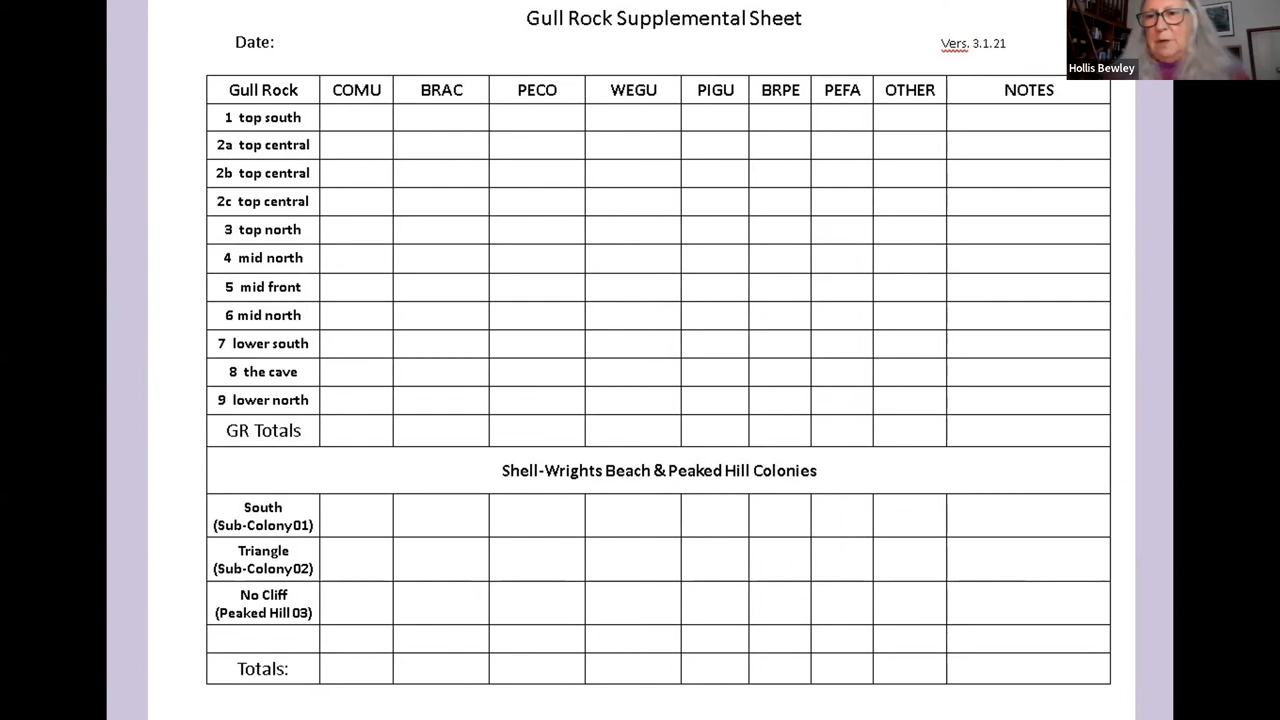 Gull Rock Supplemental Sheet
Date:
Vers. 3.1.21
Hollis Bewley
Gull Rock COMU BRAC PECO WEGU PIGU BRPE PEFA OTHER NOTES
1 top south
2a top central
2b top central
2c top central
3 top north
4 mid north
5 mid front
6 mid north
7 lower south
8 the cave
9 lower north
GR Totals
Shell-Wrights Beach & Peaked Hill Colonies
South
(Sub-Colony01)
Triangle
(Sub-Colony02)
No Cliff
(Peaked Hill 03)
Totals: